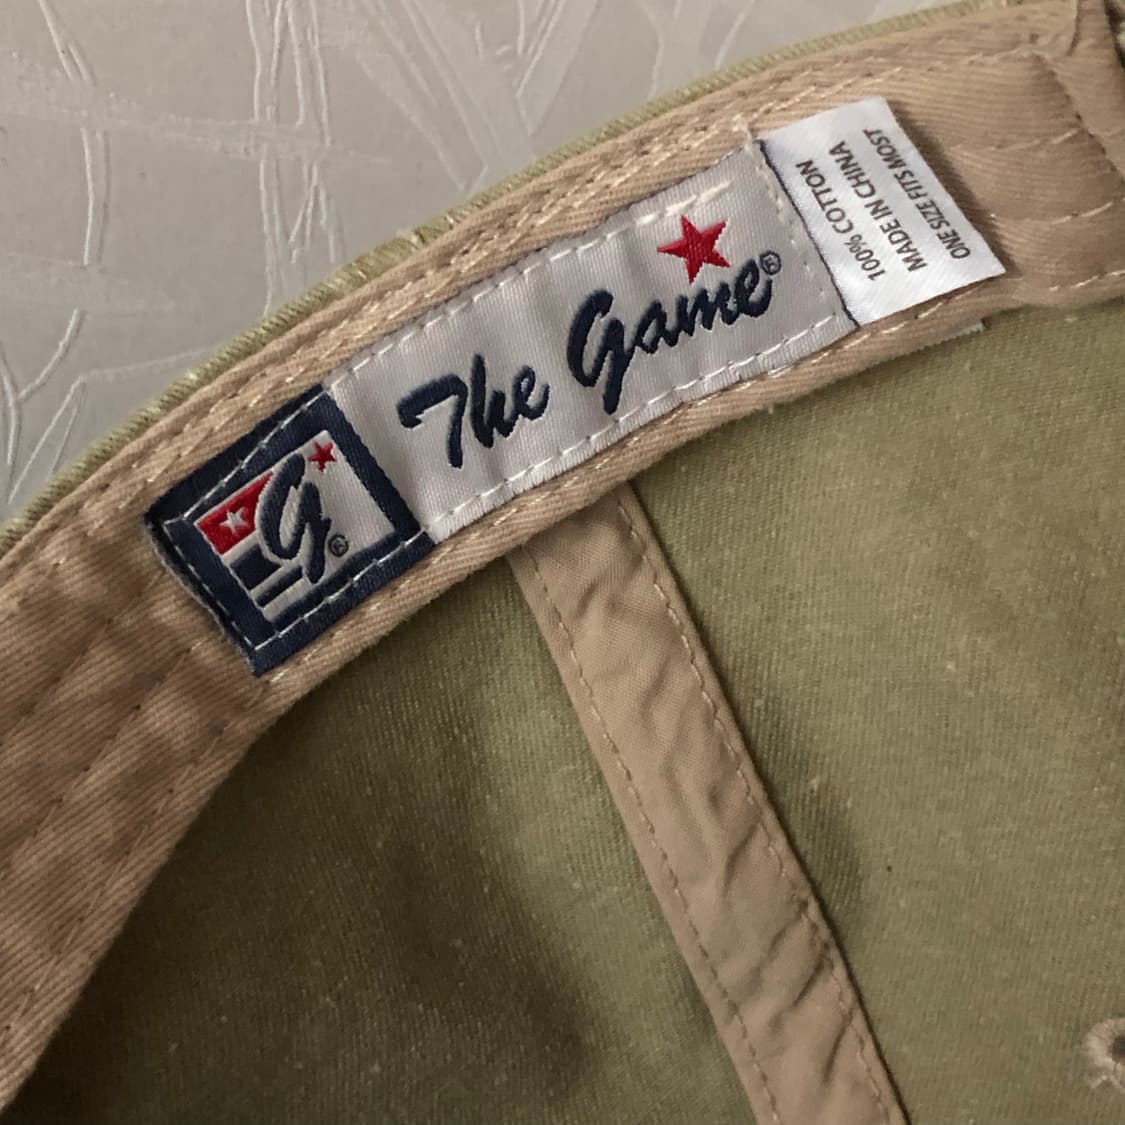 G®
The Game®
100% COTTON
MADE IN CHINA
ONE SIZE FITS MOST